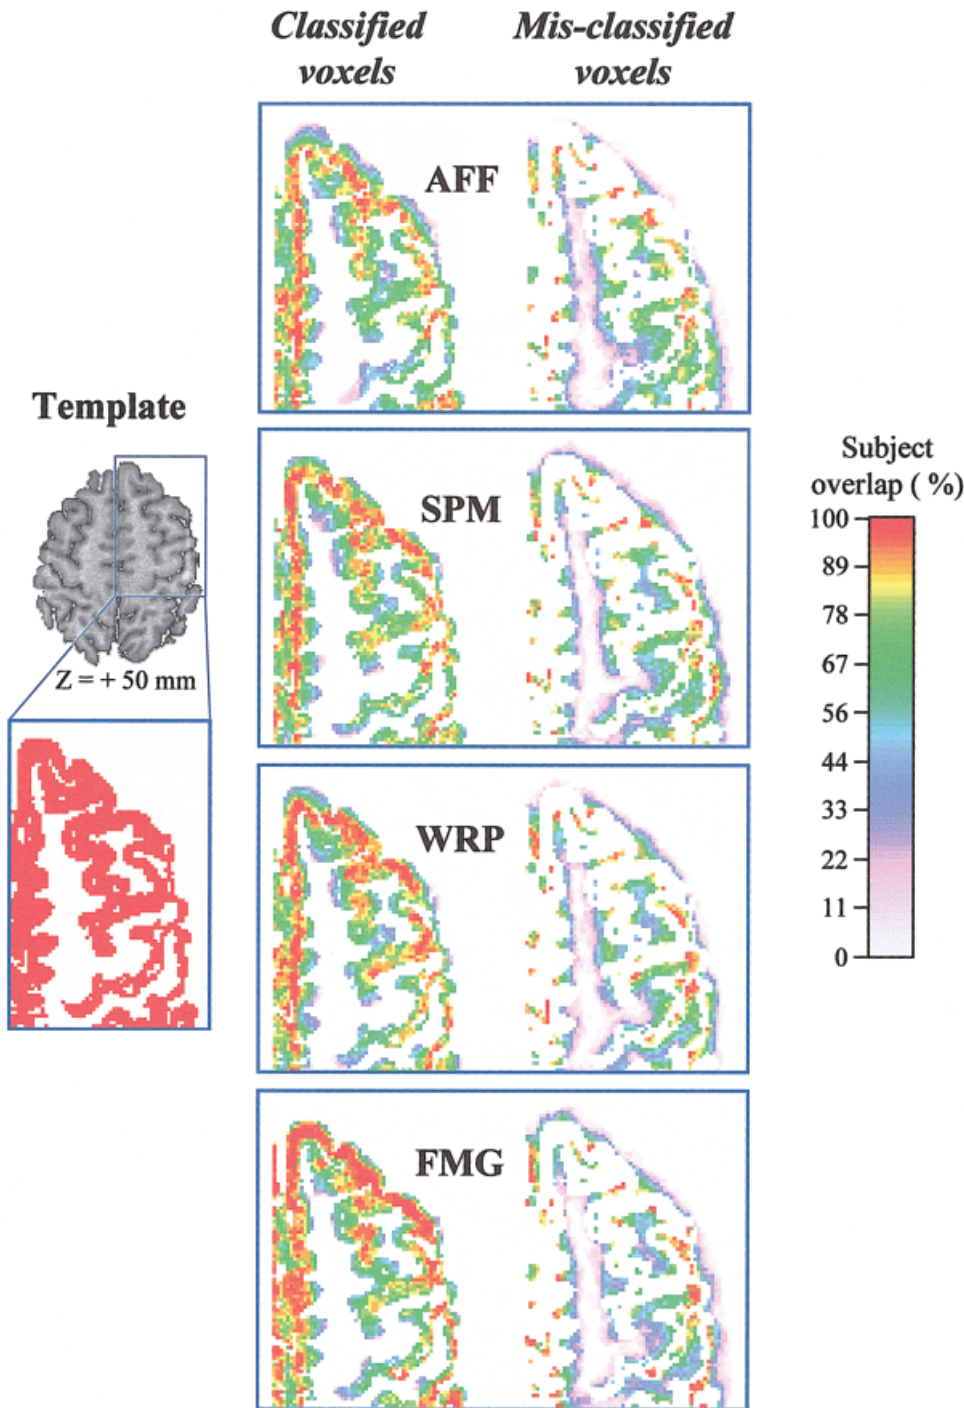 Classified
voxels
Mis-classified
voxels
AFF
Template
Z = + 50 mm
SPM
WRP
FMG
Subject
overlap ( %)
100
89
78
67
56
44
33
22
11
0